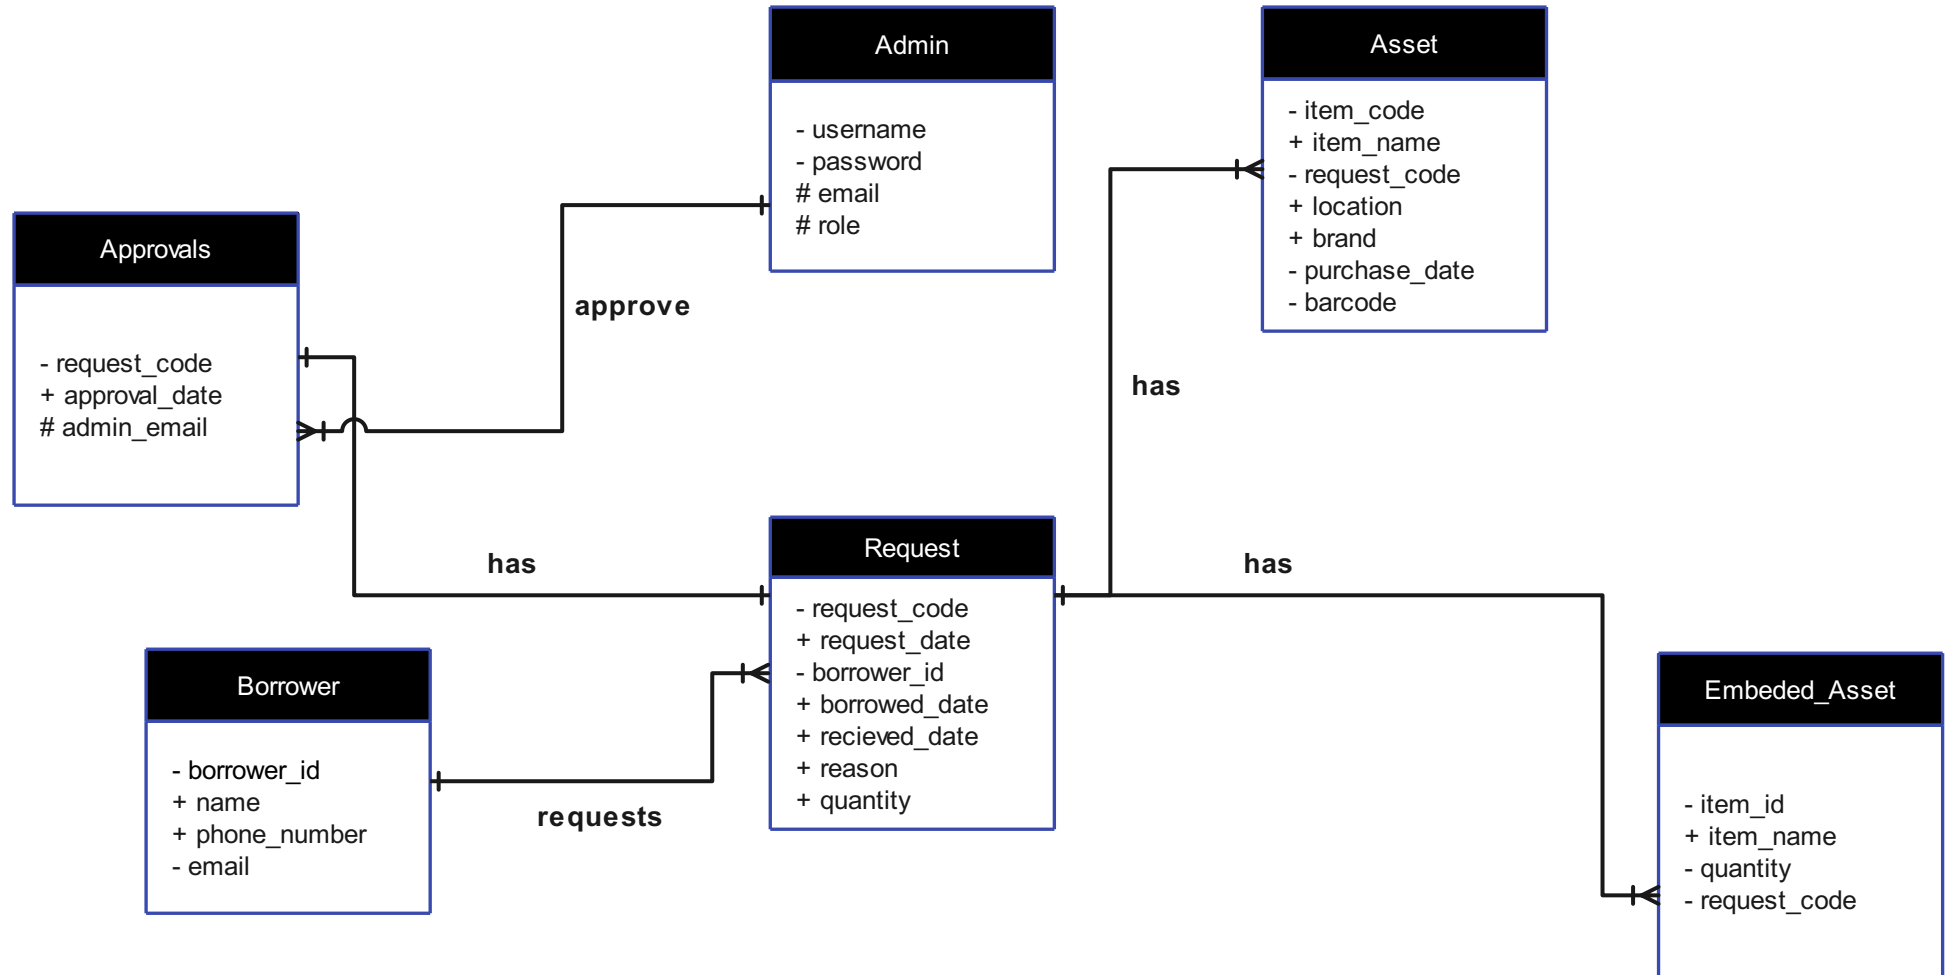 Admin
- username
- password
# email
# role
Asset
- item_code
+ item_name
- request_code
+ location
+ brand
- purchase_date
- barcode
Approvals
- request_code
+ approval_date
# admin_email
approve
has
has
has
Request
- request_code
+ request_date
- borrower_id
+ borrowed_date
+ recieved_date
+ reason
+ quantity
Borrower
- borrower_id
+ name
+ phone_number
- email
requests
Embeded_Asset
- item_id
+ item_name
- quantity
- request_code